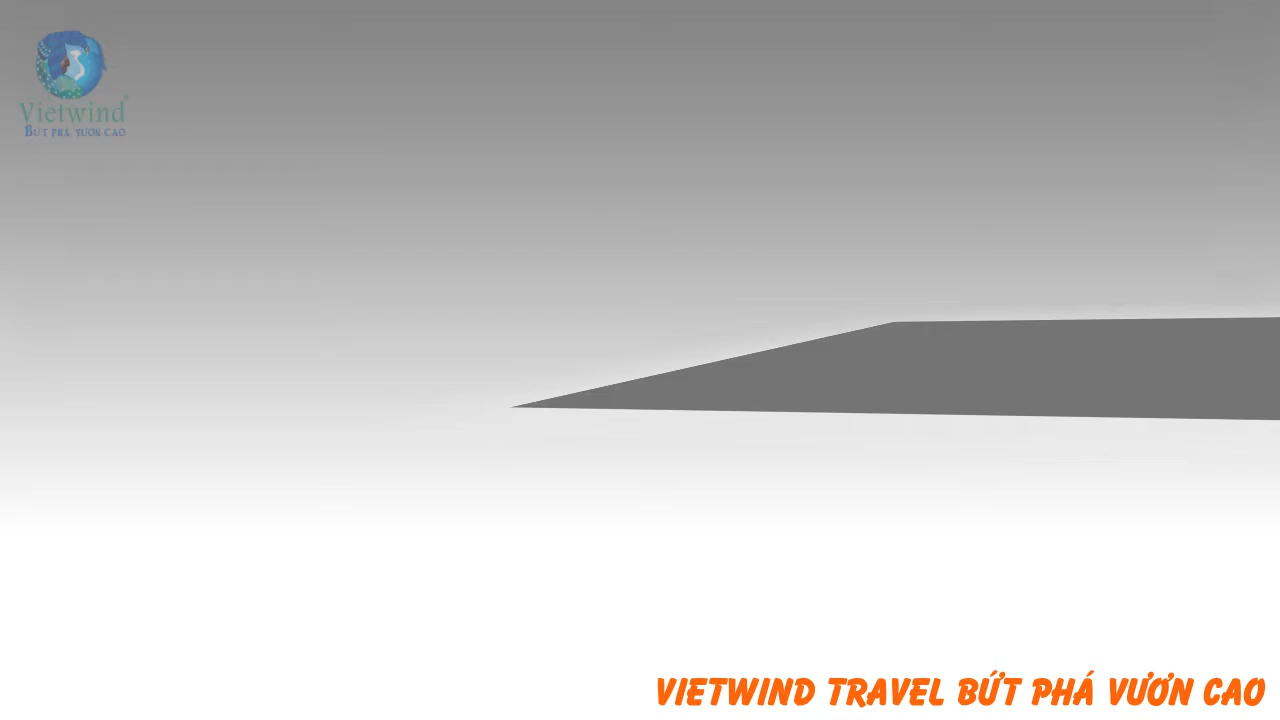 Vietwind
BỨT PHÁ VƯƠN CAO
VIETWIND TRAVEL BỨT PHÁ VƯƠN CAO